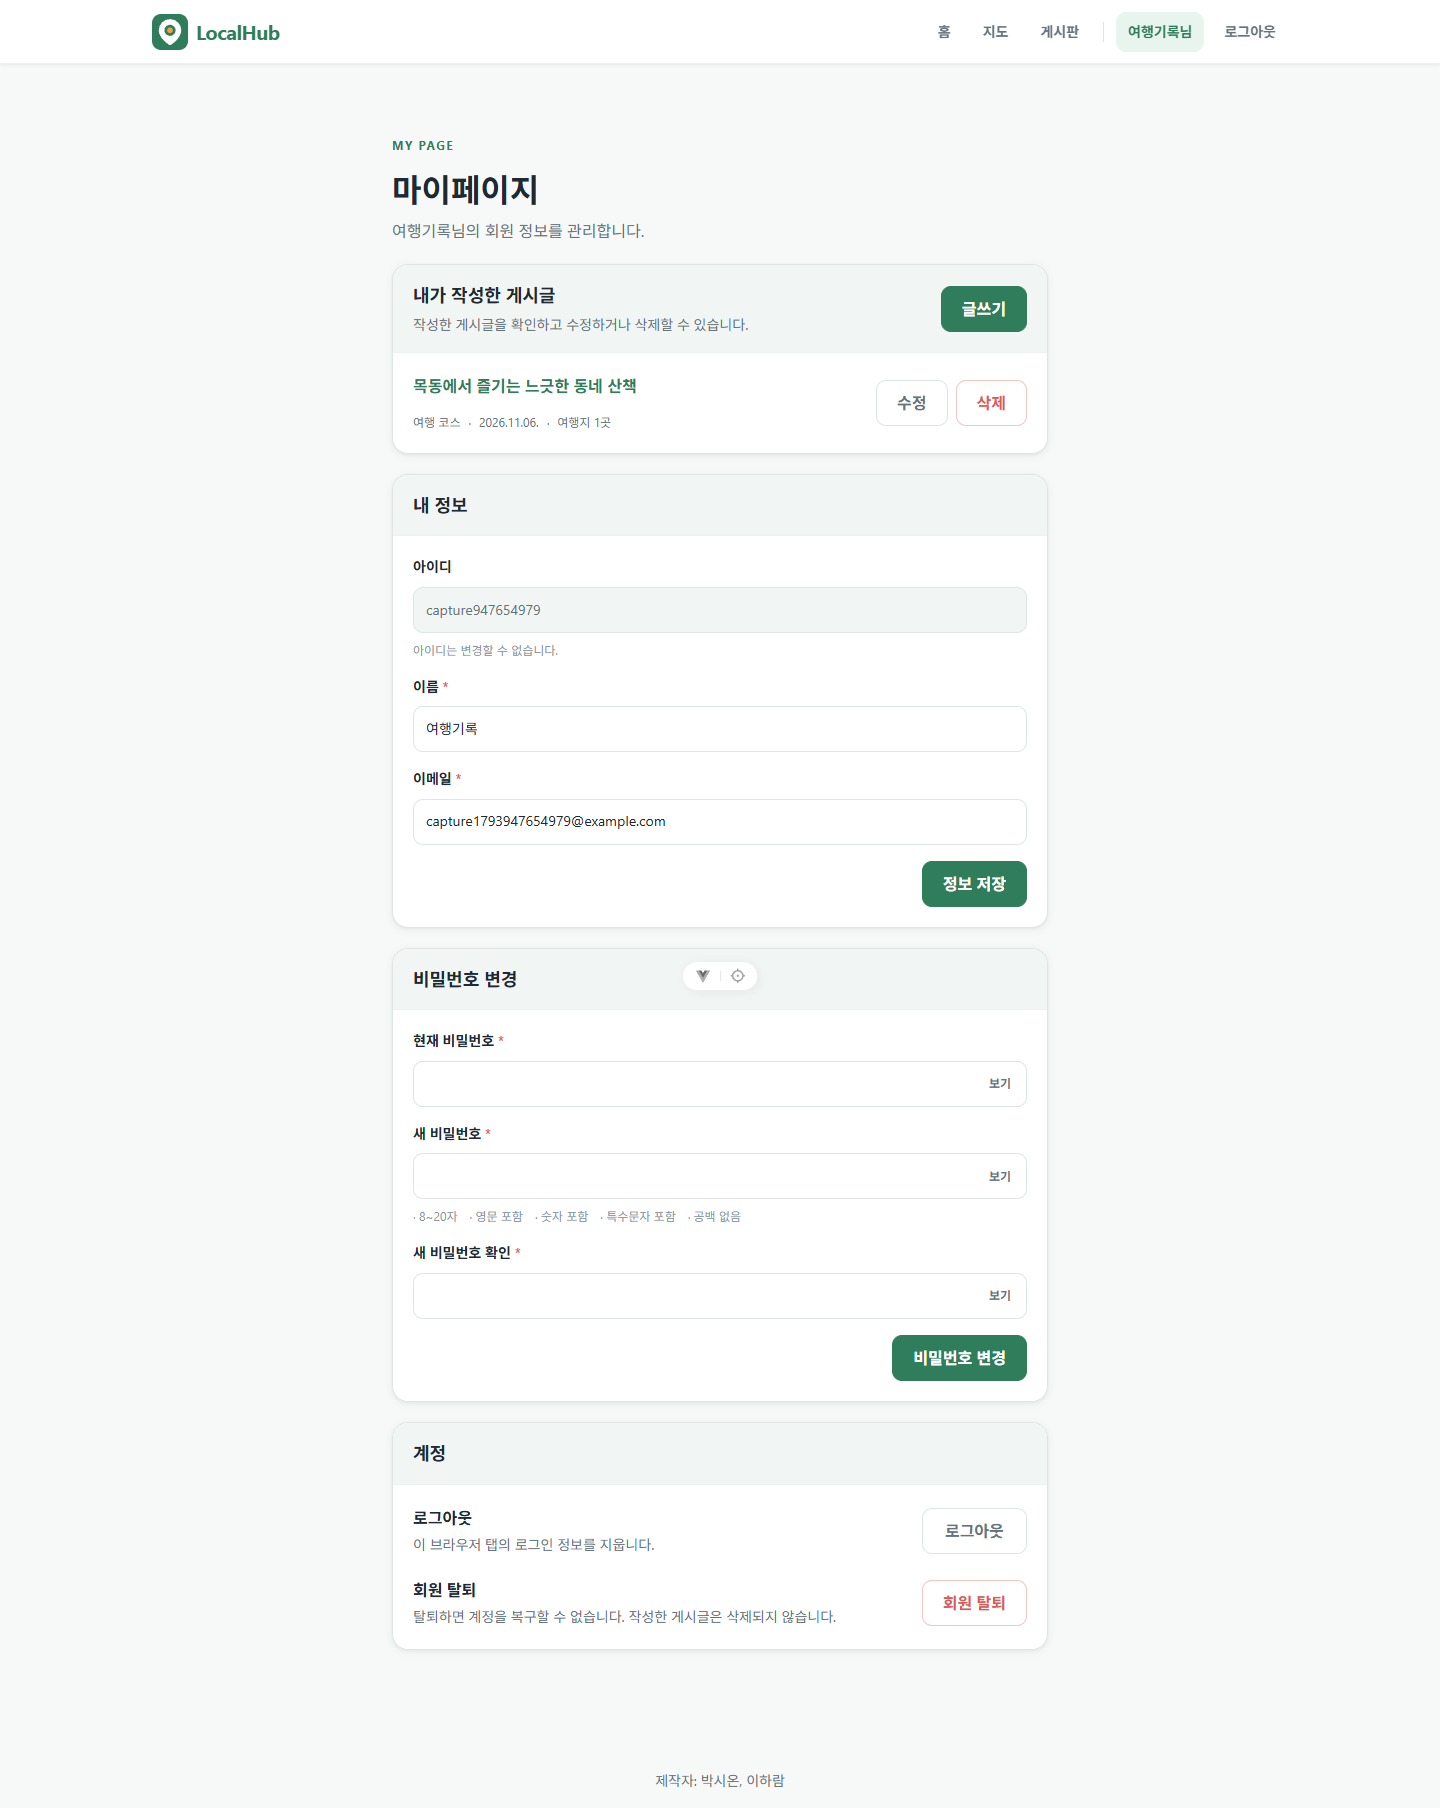 LocalHub
홈 지도 게시판 여행기록님 로그아웃
MY PAGE
마이페이지
여행기록님의 회원 정보를 관리합니다.
내가 작성한 게시글
작성한 게시글을 확인하고 수정하거나 삭제할 수 있습니다.
글쓰기
목동에서 즐기는 느긋한 동네 산책
여행 코스 · 2026.11.06. · 여행지 1곳
수정 삭제
내 정보
아이디
capture947654979
아이디는 변경할 수 없습니다.
이름 *
여행기록
이메일 *
capture1793947654979@example.com
정보 저장
비밀번호 변경
현재 비밀번호 *
보기
새 비밀번호 *
보기
· 8~20자 · 영문 포함 · 숫자 포함 · 특수문자 포함 · 공백 없음
새 비밀번호 확인 *
보기
비밀번호 변경
계정
로그아웃
이 브라우저 탭의 로그인 정보를 지웁니다.
로그아웃
회원 탈퇴
탈퇴하면 계정을 복구할 수 없습니다. 작성한 게시글은 삭제되지 않습니다.
회원 탈퇴
제작자: 박시온, 이하람